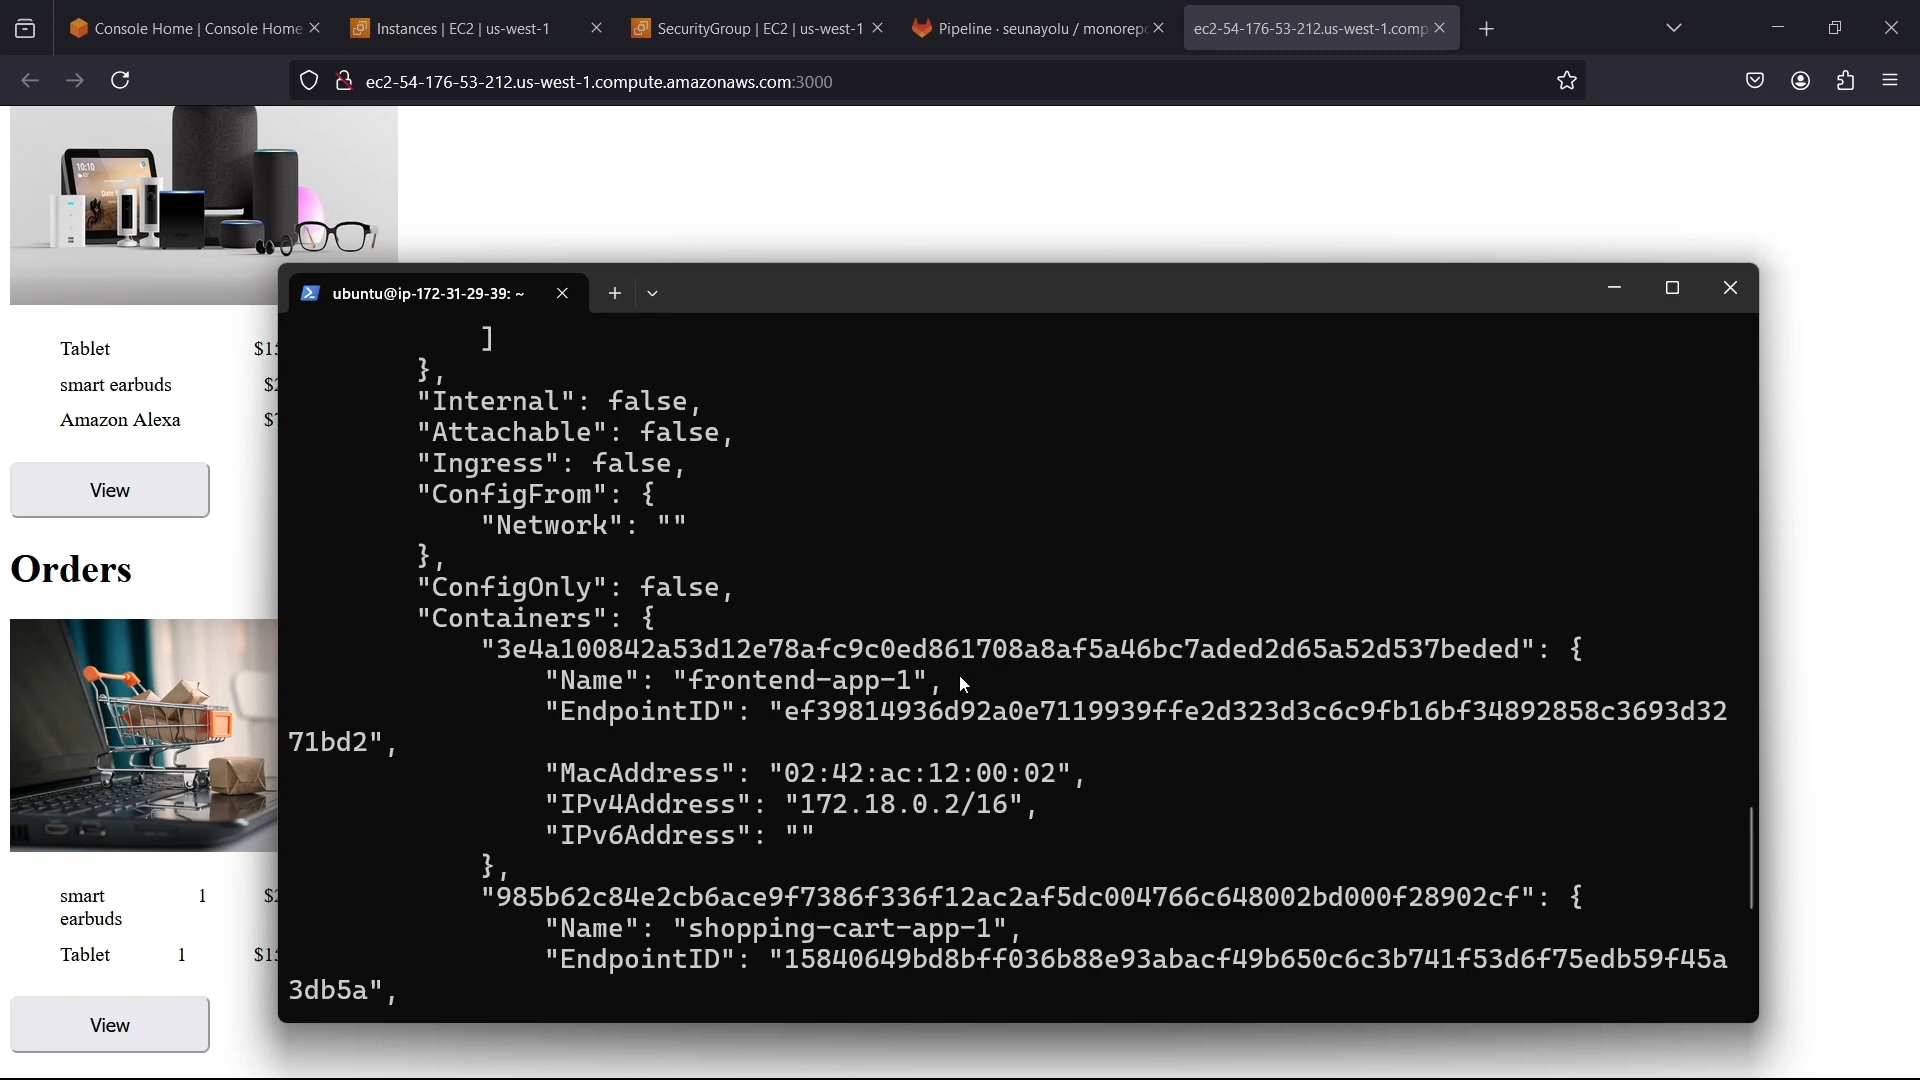 Console Home | Console Home
Instances | EC2 | us-west-1
SecurityGroup | EC2 | us-west-1
Pipeline · seunayolu / monorepo
ec2-54-176-53-212.us-west-1.comp
ec2-54-176-53-212.us-west-1.compute.amazonaws.com:3000
10:10
Tablet
smart earbuds
Amazon Alexa
View
Orders
smart 1
earbuds
Tablet 1
View
ubuntu@ip-172-31-29-39: ~
]
},
"Internal": false,
"Attachable": false,
"Ingress": false,
"ConfigFrom": {
"Network": ""
},
"ConfigOnly": false,
"Containers": {
"3e4a100842a53d12e78afc9c0ed861708a8af5a46bc7aded2d65a52d537beded": {
"Name": "frontend-app-1",
"EndpointID": "ef39814936d92a0e7119939ffe2d323d3c6c9fb16bf34892858c3693d32
71bd2",
"MacAddress": "02:42:ac:12:00:02",
"IPv4Address": "172.18.0.2/16",
"IPv6Address": ""
},
"985b62c84e2cb6ace9f7386f336f12ac2af5dc004766c648002bd000f28902cf": {
"Name": "shopping-cart-app-1",
"EndpointID": "15840649bd8bff036b88e93abacf49b650c6c3b741f53d6f75edb59f45a
3db5a",